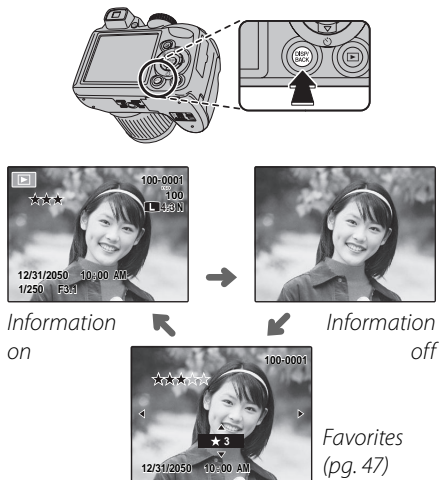 DISP/
BACK
100-0001
ISO
100
L 4:3 N
12/31/2050 10:00 AM
1/250 F3.1
Information
on
Information
off
100-0001
★ 3
12/31/2050 10:00 AM
Favorites
(pg. 47)